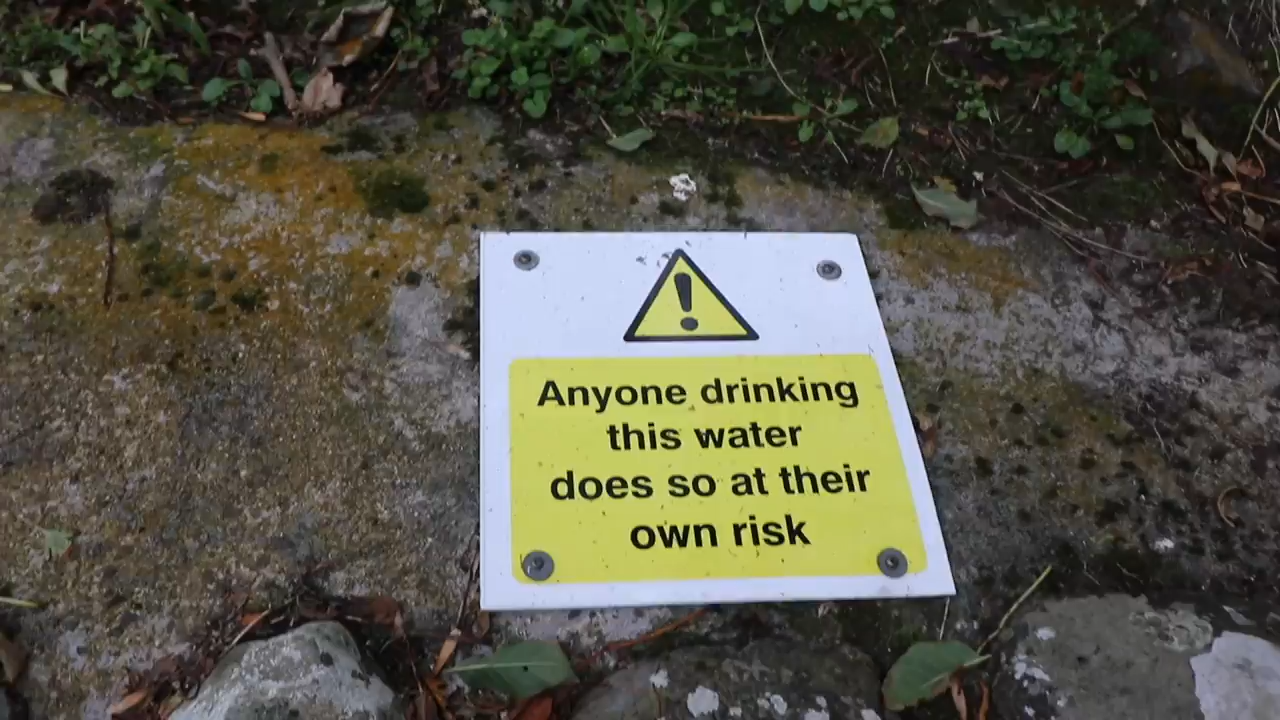 Anyone drinking
this water
does so at their
own risk